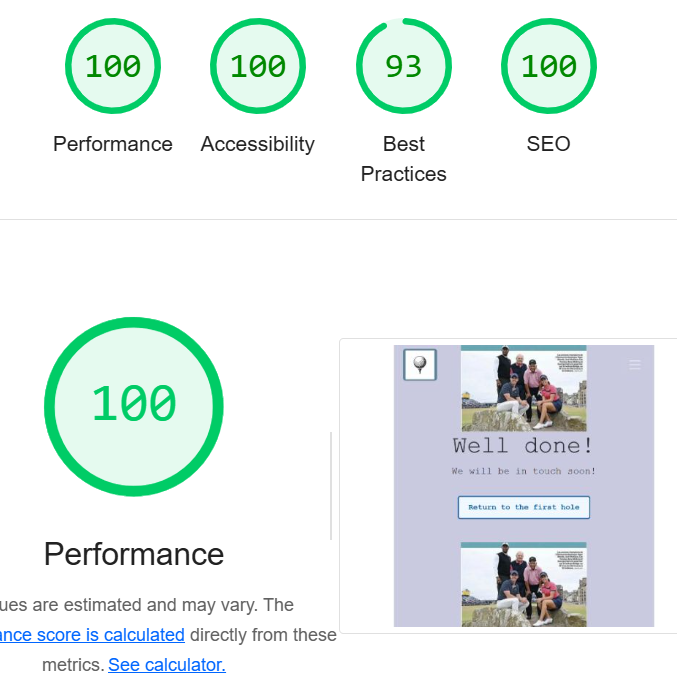 100
100
93
100
Performance
Accessibility
Best
Practices
SEO
100
Performance
ues are estimated and may vary. The
ance score is calculated directly from these
metrics. See calculator.
Well done!
We will be in touch soon!
Return to the first hole